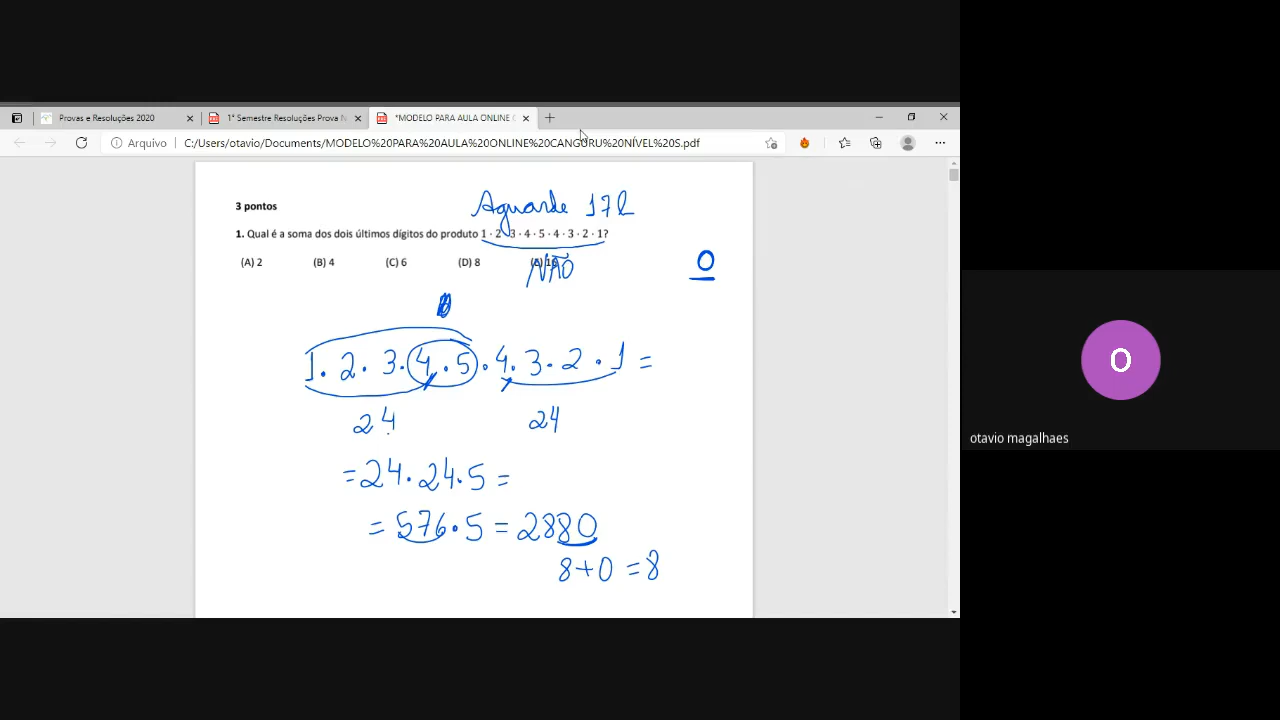 Provas e Resoluções 2020
1º Semestre Resoluções Prova N
*MODELO PARA AULA ONLINE
Arquivo
C:/Users/otavio/Documents/MODELO%20PARA%20AULA%20ONLINE%20CANGURU%20NÍVEL%20S.pdf
3 pontos
Aguarde 17h
1. Qual é a soma dos dois últimos dígitos do produto 1 · 2 · 3 · 4 · 5 · 4 · 3 · 2 · 1?
(A) 2 (B) 4 (C) 6 (D) 8
NÃO
0
1 · 2 · 3 · 4 · 5 · 4 · 3 · 2 · 1 =
24 24
= 24 · 24 · 5 =
= 576 · 5 = 2880
8 + 0 = 8
O
otavio magalhaes